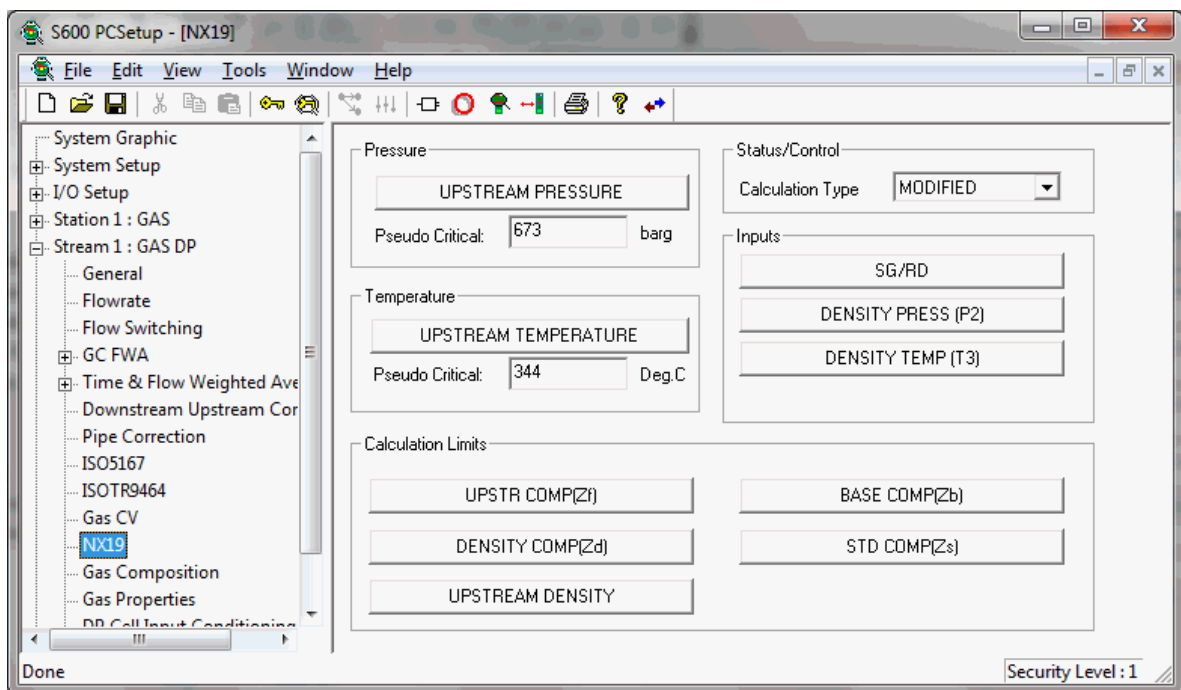 S600 PCSetup - [NX19]
File Edit View Tools Window Help
System Graphic
System Setup
I/O Setup
Station 1 : GAS
Stream 1 : GAS DP
General
Flowrate
Flow Switching
GC FWA
Time & Flow Weighted Ave
Downstream Upstream Cor
Pipe Correction
ISO5167
ISOTR9464
Gas CV
NX19
Gas Composition
Gas Properties
DP Cell Input Conditioning
Pressure
UPSTREAM PRESSURE
Pseudo Critical: 673 barg
Temperature
UPSTREAM TEMPERATURE
Pseudo Critical: 344 Deg.C
Status/Control
Calculation Type MODIFIED
Inputs
SG/RD
DENSITY PRESS (P2)
DENSITY TEMP (T3)
Calculation Limits
UPSTR COMP(Zf) BASE COMP(Zb)
DENSITY COMP(Zd) STD COMP(Zs)
UPSTREAM DENSITY
Done Security Level : 1